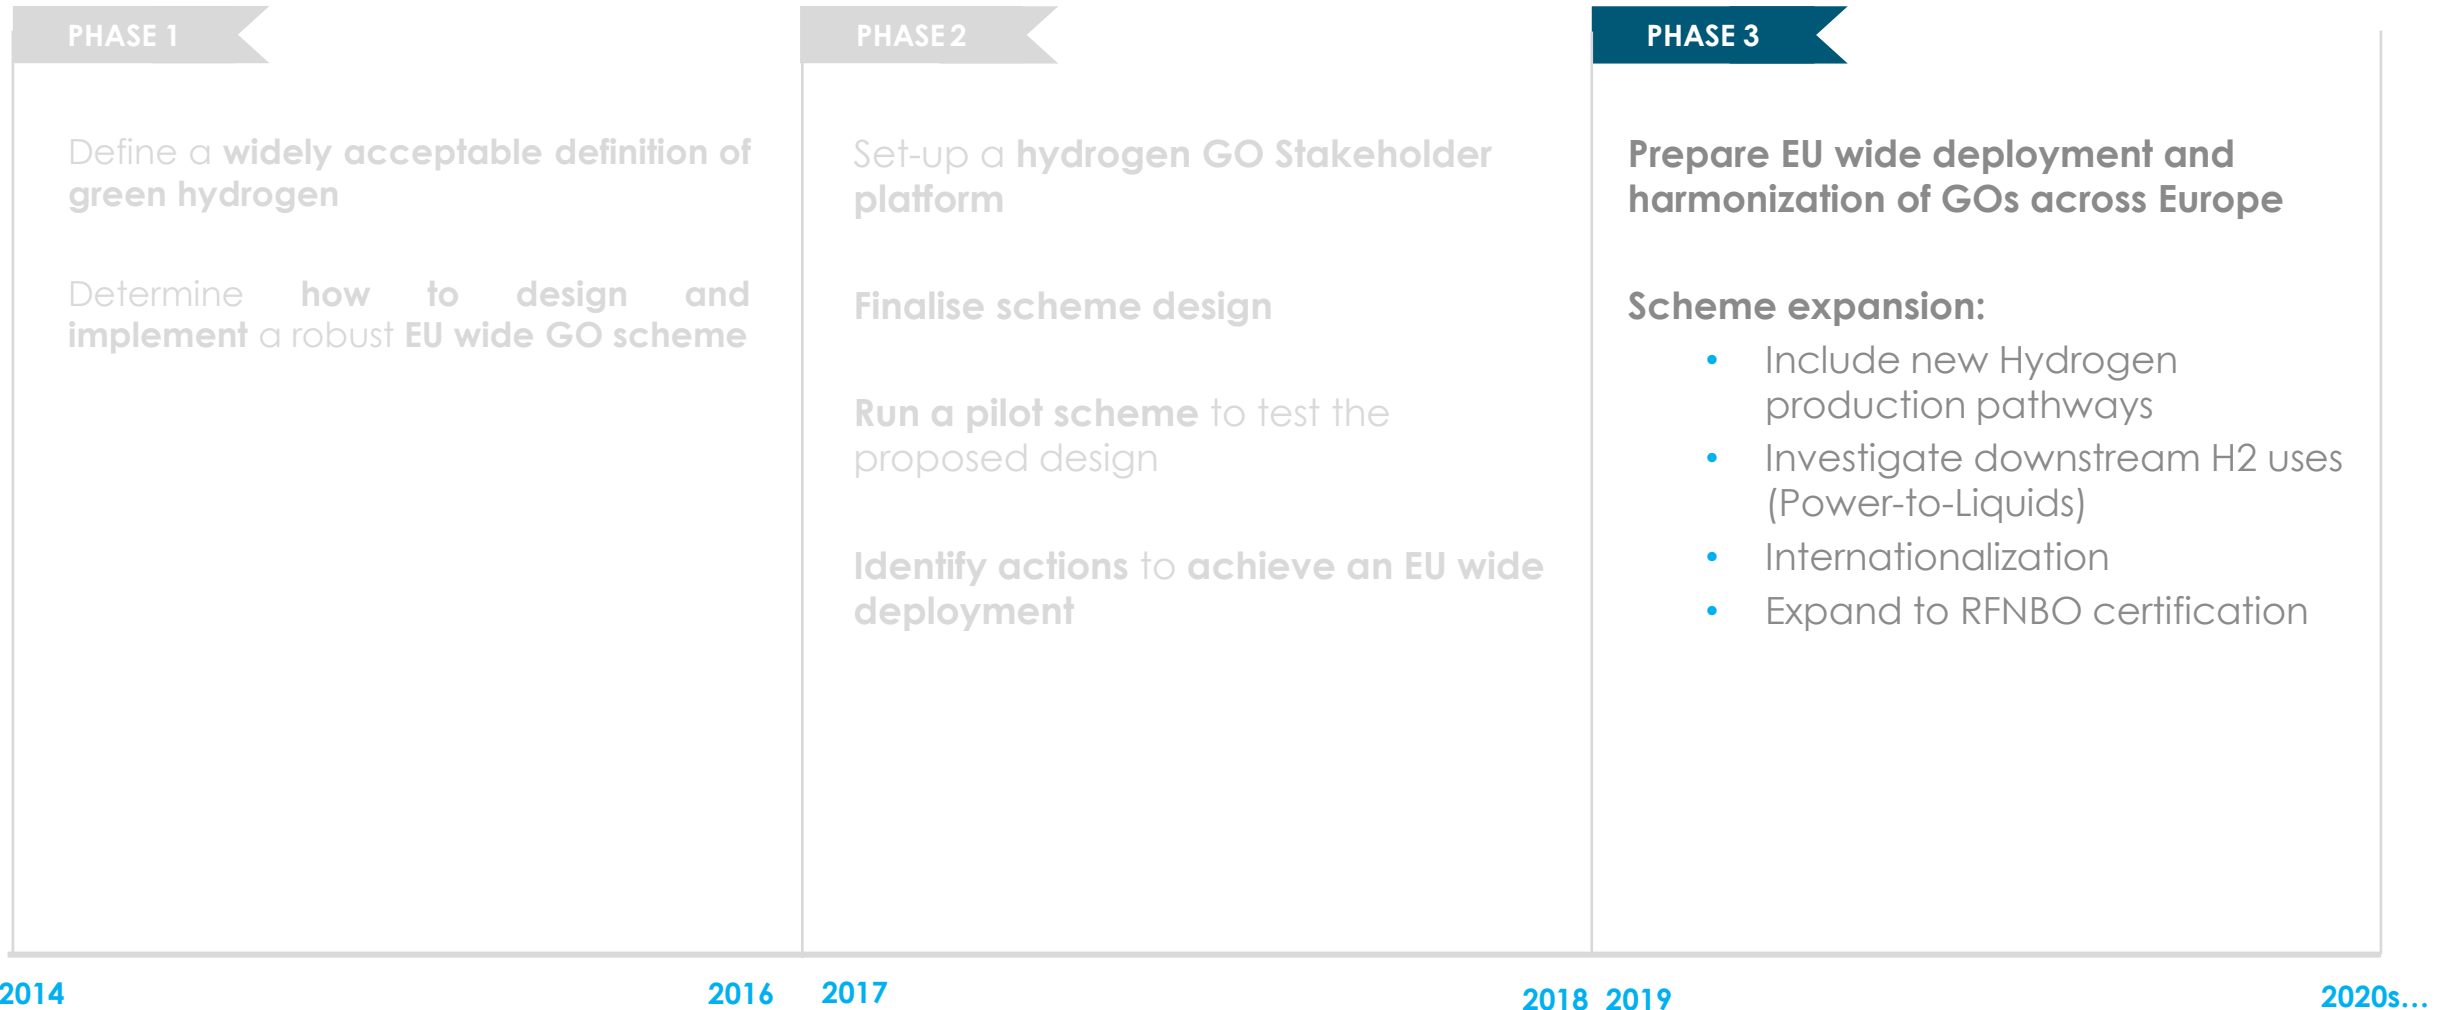 PHASE 1
Define a widely acceptable definition of
green hydrogen
Determine how to design and
implement a robust EU wide GO scheme
PHASE 2
Set-up a hydrogen GO Stakeholder
platform
Finalise scheme design
Run a pilot scheme to test the
proposed design
Identify actions to achieve an EU wide
deployment
PHASE 3
Prepare EU wide deployment and
harmonization of GOs across Europe
Scheme expansion:
• Include new Hydrogen
production pathways
• Investigate downstream H2 uses
(Power-to-Liquids)
• Internationalization
• Expand to RFNBO certification
2014
2016
2017
2018
2019
2020s...